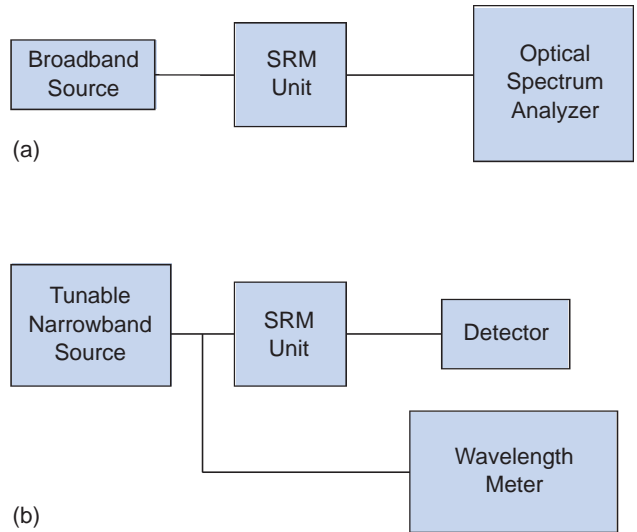 Broadband
Source
SRM
Unit
Optical
Spectrum
Analyzer
(a)
Tunable
Narrowband
Source
SRM
Unit
Detector
Wavelength
Meter
(b)